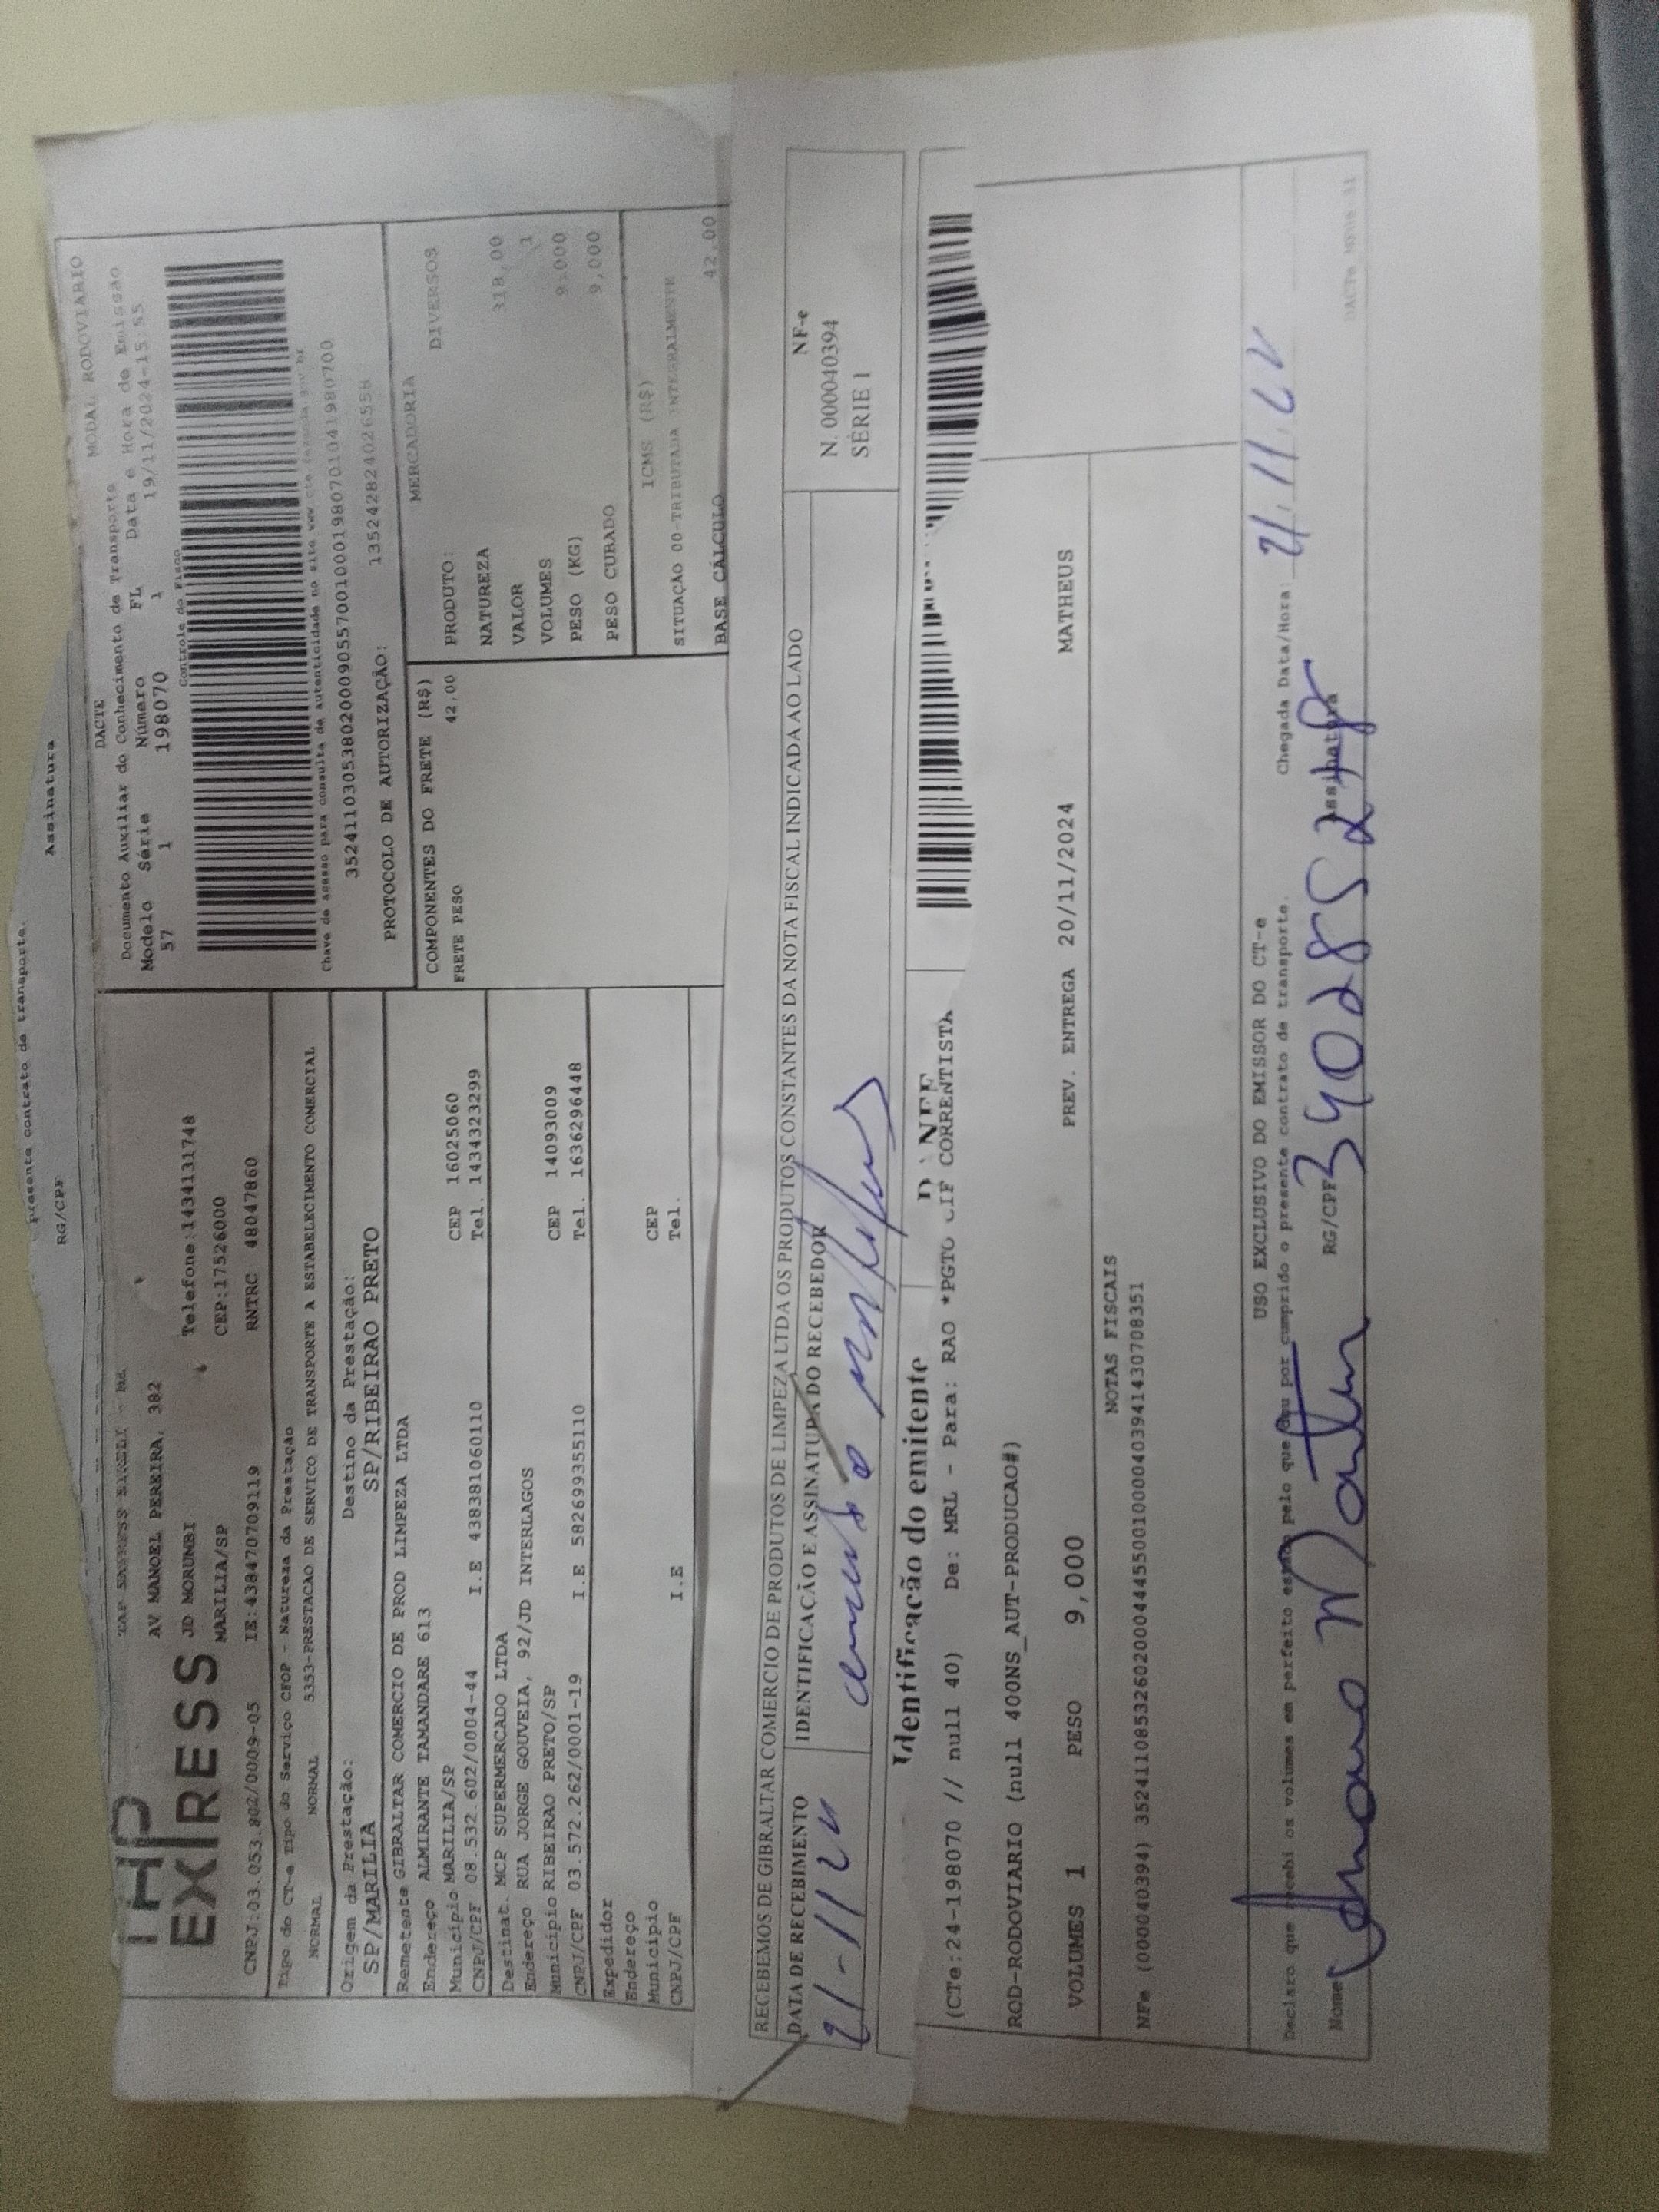 presente contrato de transporte.
RG/CPF Assinatura
MODAL RODOVIARIO
DACTE
Documento Auxiliar do Conhecimento de Transporte
Modelo Série Número FL Data e Hora de Emissão
57 1 198070 1 19/11/2024-15:55
Controle do Fisco
EXPRESS
AV MANOEL PEREIRA, 382
JD MORUMBI Telefone:1434131748
MARILIA/SP CEP:17526000
CNPJ:03.053.802/0009-05 IE:438470709119 RNTRC 48047860
Tipo do CT-e Tipo do Serviço CFOP - Natureza da Prestação
NORMAL NORMAL 5353-PRESTACAO DE SERVICO DE TRANSPORTE A ESTABELECIMENTO COMERCIAL
Chave de acesso para consulta de autenticidade no site www.cte.fazenda.gov.br
PROTOCOLO DE AUTORIZAÇÃO:
Origem da Prestação: Destino da Prestação:
SP/MARILIA SP/RIBEIRAO PRETO
Remetente GIBRALTAR COMERCIO DE PROD LIMPEZA LTDA
Endereço ALMIRANTE TAMANDARE 613
Município MARILIA/SP CEP 16025060
CNPJ/CPF 08.532.602/0004-44 I.E 438381060110 Tel. 1434323299
Destinat. MCP SUPERMERCADO LTDA
Endereço RUA JORGE GOUVEIA, 92/JD INTERLAGOS
Município RIBEIRAO PRETO/SP CEP 14093009
CNPJ/CPF 03.572.262/0001-19 I.E 582699355110 Tel. 1636296448
Expedidor
Endereço
Município CEP
CNPJ/CPF I.E Tel.
COMPONENTES DO FRETE (R$)
FRETE PESO 42,00
MERCADORIA
PRODUTO: DIVERSOS
NATUREZA
VALOR 318,00
VOLUMES 1
PESO (KG) 9,000
PESO CUBADO 9,000
ICMS (R$)
SITUAÇÃO 00-TRIBUTADA INTEGRALMENTE
BASE CÁLCULO 42,00
RECEBEMOS DE GIBRALTAR COMERCIO DE PRODUTOS DE LIMPEZA LTDA OS PRODUTOS CONSTANTES DA NOTA FISCAL INDICADA AO LADO
DATA DE RECEBIMENTO IDENTIFICAÇÃO E ASSINATURA DO RECEBEDOR
NF-e
N. 000040394
SÉRIE 1
Identificação do emitente
(CTe:24-198070 // null 40) De: MRL - Para: RAO *PGTO CIF CORRENTISTA
ROD-RODOVIARIO (null 400NS_AUT-PRODUCAO#)
VOLUMES 1 PESO 9,000 PREV. ENTREGA 20/11/2024 MATHEUS
NOTAS FISCAIS
NFe (000040394) 35241108532602000444550010000403941430708351
USO EXCLUSIVO DO EMISSOR DO CT-e
Declaro que recebi os volumes em perfeito estado pelo que dou por cumprido o presente contrato de transporte. Chegada Data/Hora:
Nome RG/CPF Assinatura